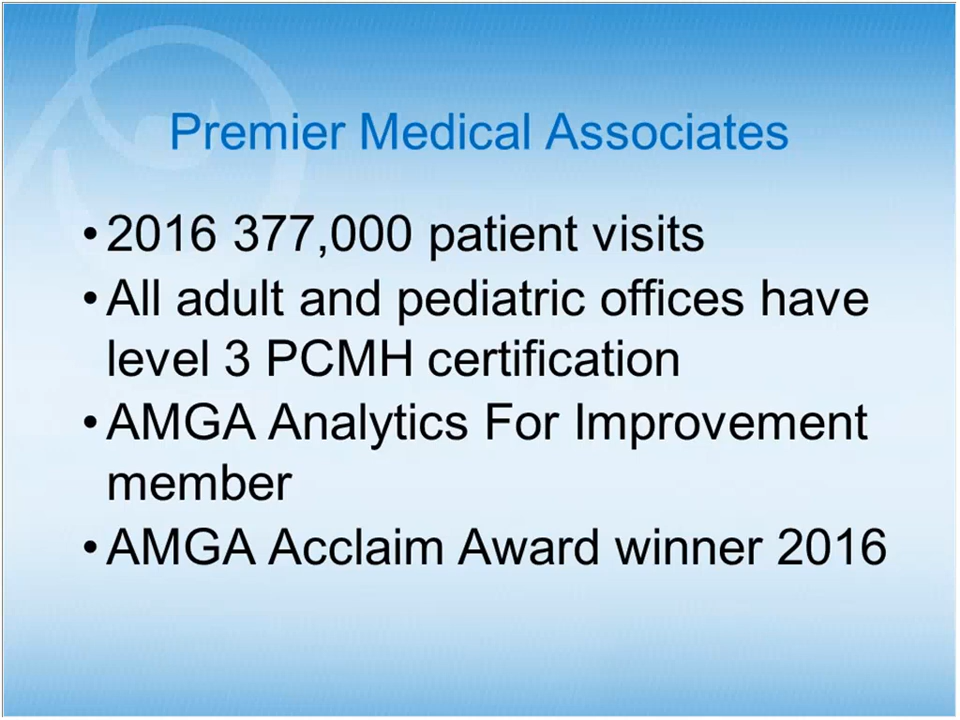 Premier Medical Associates
•2016 377,000 patient visits
•All adult and pediatric offices have
level 3 PCMH certification
•AMGA Analytics For Improvement
member
•AMGA Acclaim Award winner 2016